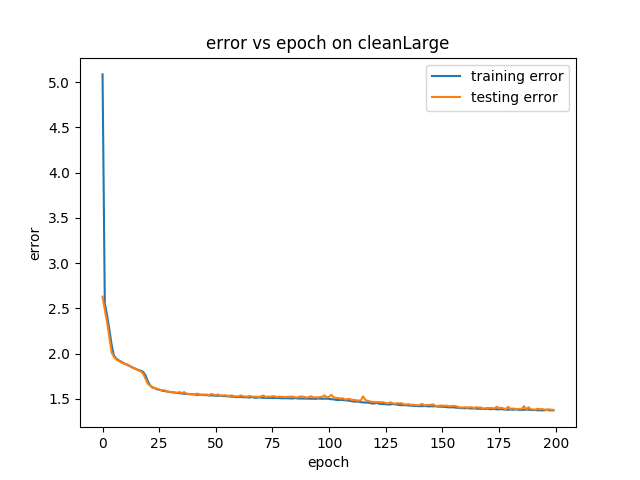 error vs epoch on cleanLarge
training error
testing error
5.0
4.5
4.0
3.5
3.0
2.5
2.0
1.5
error
0 25 50 75 100 125 150 175 200
epoch